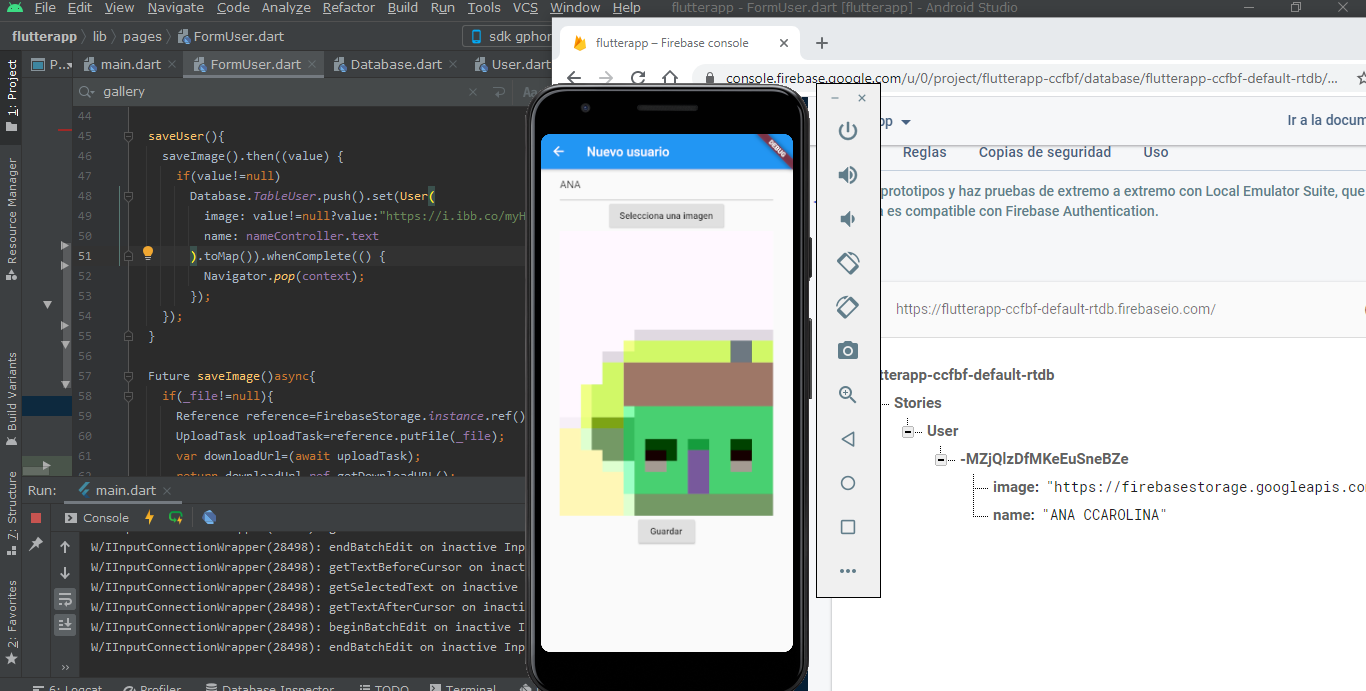 File Edit View Navigate Code Analyze Refactor Build Run Tools VCS Window Help flutterapp - FormUser.dart [flutterapp] - Android Studio
flutterapp lib pages FormUser.dart
sdk gphon
P...
main.dart
FormUser.dart
Database.dart
User.dart
gallery
Aa
1: Project
Resource Manager
Build Variants
7: Structure
2: Favorites
44
45 saveUser(){
46 saveImage().then((value) {
47 if(value!=null)
48 Database.TableUser.push().set(User(
49 image: value!=null?value:"https://i.ibb.co/myH
50 name: nameController.text
51 ).toMap()).whenComplete(() {
52 Navigator.pop(context);
53 });
54 });
55 }
56
57 Future saveImage()async{
58 if(_file!=null){
59 Reference reference=FirebaseStorage.instance.ref()
60 UploadTask uploadTask=reference.putFile(_file);
61 var downloadUrl=(await uploadTask);
62 return downloadUrl.ref.getDownloadURL();
Run: main.dart
Console
W/IInputConnectionWrapper(28498): endBatchEdit on inactive Inp
W/IInputConnectionWrapper(28498): getTextBeforeCursor on inact
W/IInputConnectionWrapper(28498): getSelectedText on inactive
W/IInputConnectionWrapper(28498): getTextAfterCursor on inacti
W/IInputConnectionWrapper(28498): beginBatchEdit on inactive I
W/IInputConnectionWrapper(28498): endBatchEdit on inactive Inp
6: Logcat Profiler Database Inspector TODO Terminal
Nuevo usuario
DEBUG
ANA
Selecciona una imagen
Guardar
flutterapp – Firebase console
console.firebase.google.com/u/0/project/flutterapp-ccfbf/database/flutterapp-ccfbf-default-rtdb/...
pp
Ir a la docum
Reglas Copias de seguridad Uso
prototipos y haz pruebas de extremo a extremo con Local Emulator Suite, que
a es compatible con Firebase Authentication.
https://flutterapp-ccfbf-default-rtdb.firebaseio.com/
tterapp-ccfbf-default-rtdb
Stories
User
-MZjQlzDfMKeEuSneBZe
image: "https://firebasestorage.googleapis.co
name: "ANA CCAROLINA"